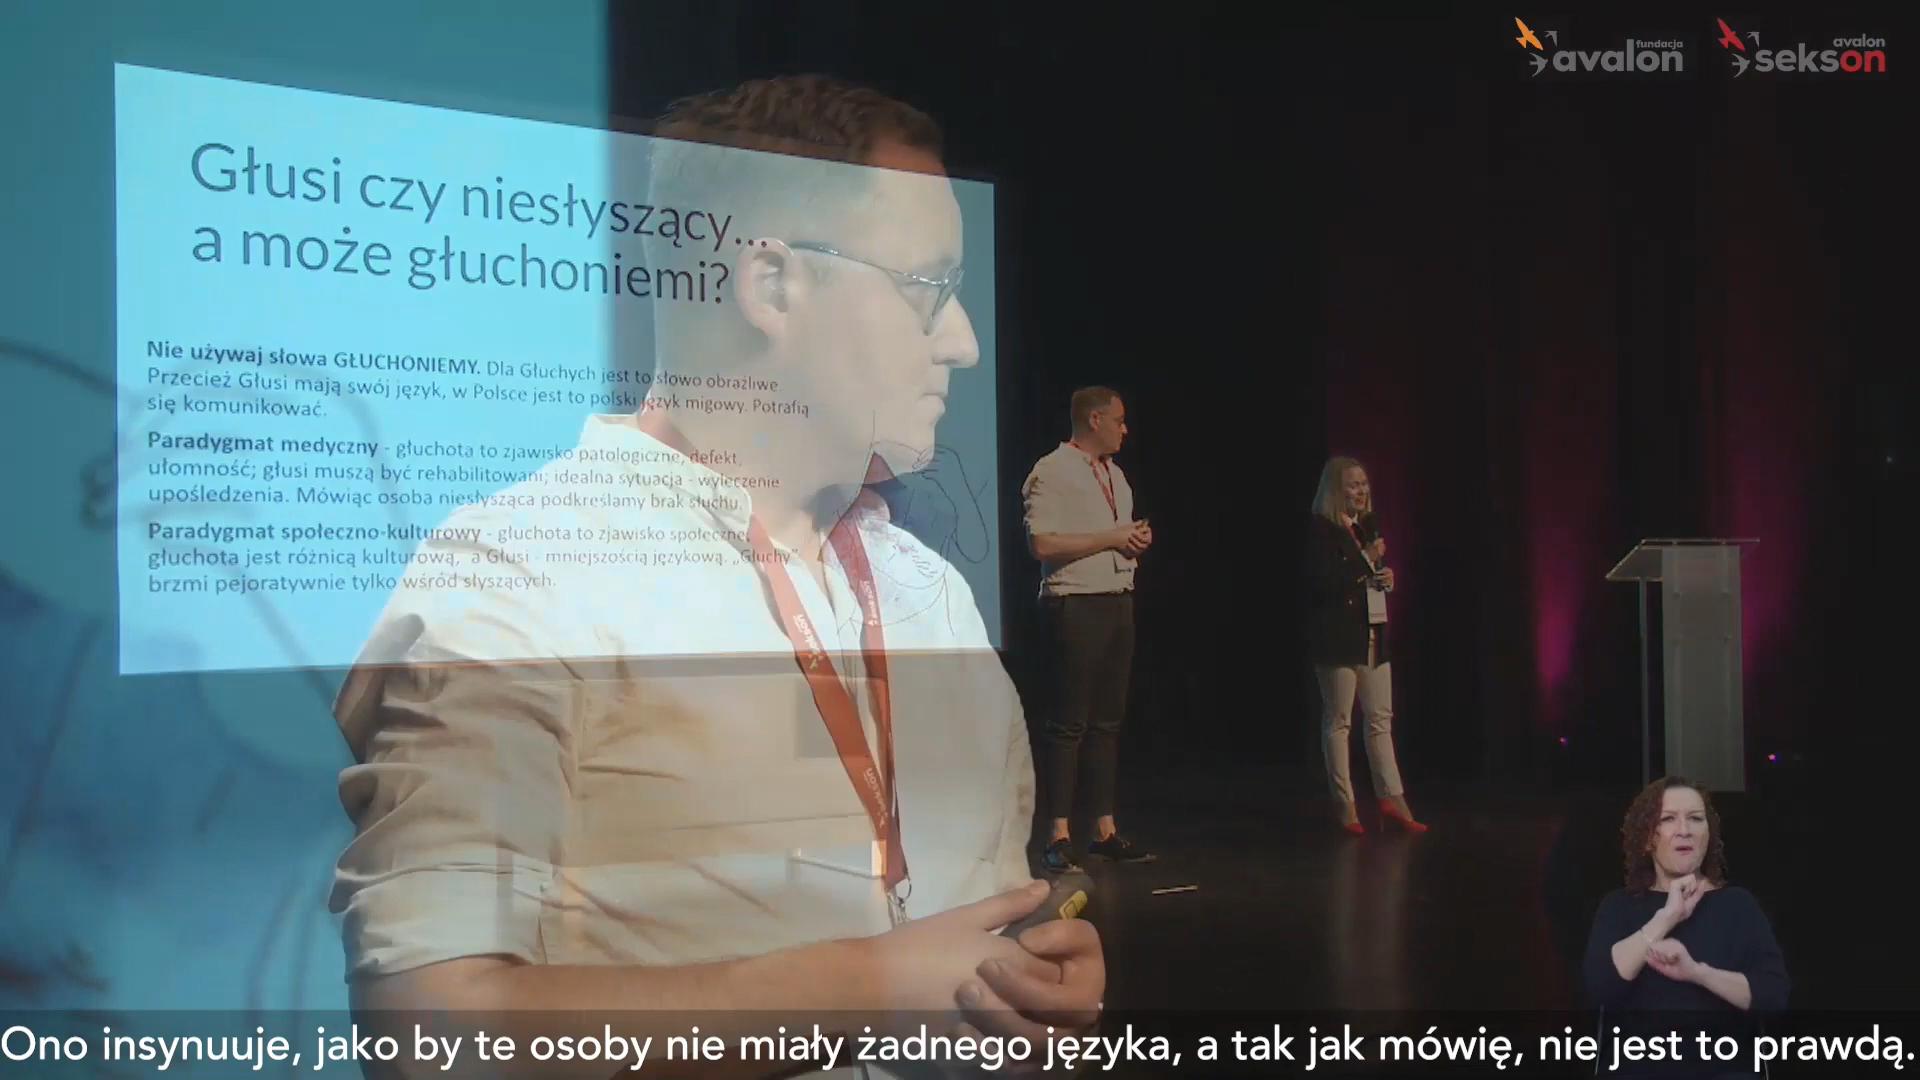 fundacja
avalon
avalon
sekson
Głusi czy niesłyszący...
a może głuchoniemi?
Nie używaj słowa GŁUCHONIEMY. Dla Głuchych jest to słowo obraźliwe.
Przecież Głusi mają swój język, w Polsce jest to polski język migowy. Potrafią
się komunikować.
Paradygmat medyczny - głuchota to zjawisko patologiczne, defekt,
ułomność; głusi muszą być rehabilitowani; idealna sytuacja - wyleczenie
upośledzenia. Mówiąc osoba niesłysząca podkreślamy brak słuchu.
Paradygmat społeczno-kulturowy - głuchota to zjawisko społeczne,
głuchota jest różnicą kulturową, a Głusi - mniejszością językową. „Głuchy”
brzmi pejoratywnie tylko wśród słyszących.
sekson
sekson
Ono insynuuje, jako by te osoby nie miały żadnego języka, a tak jak mówię, nie jest to prawdą.